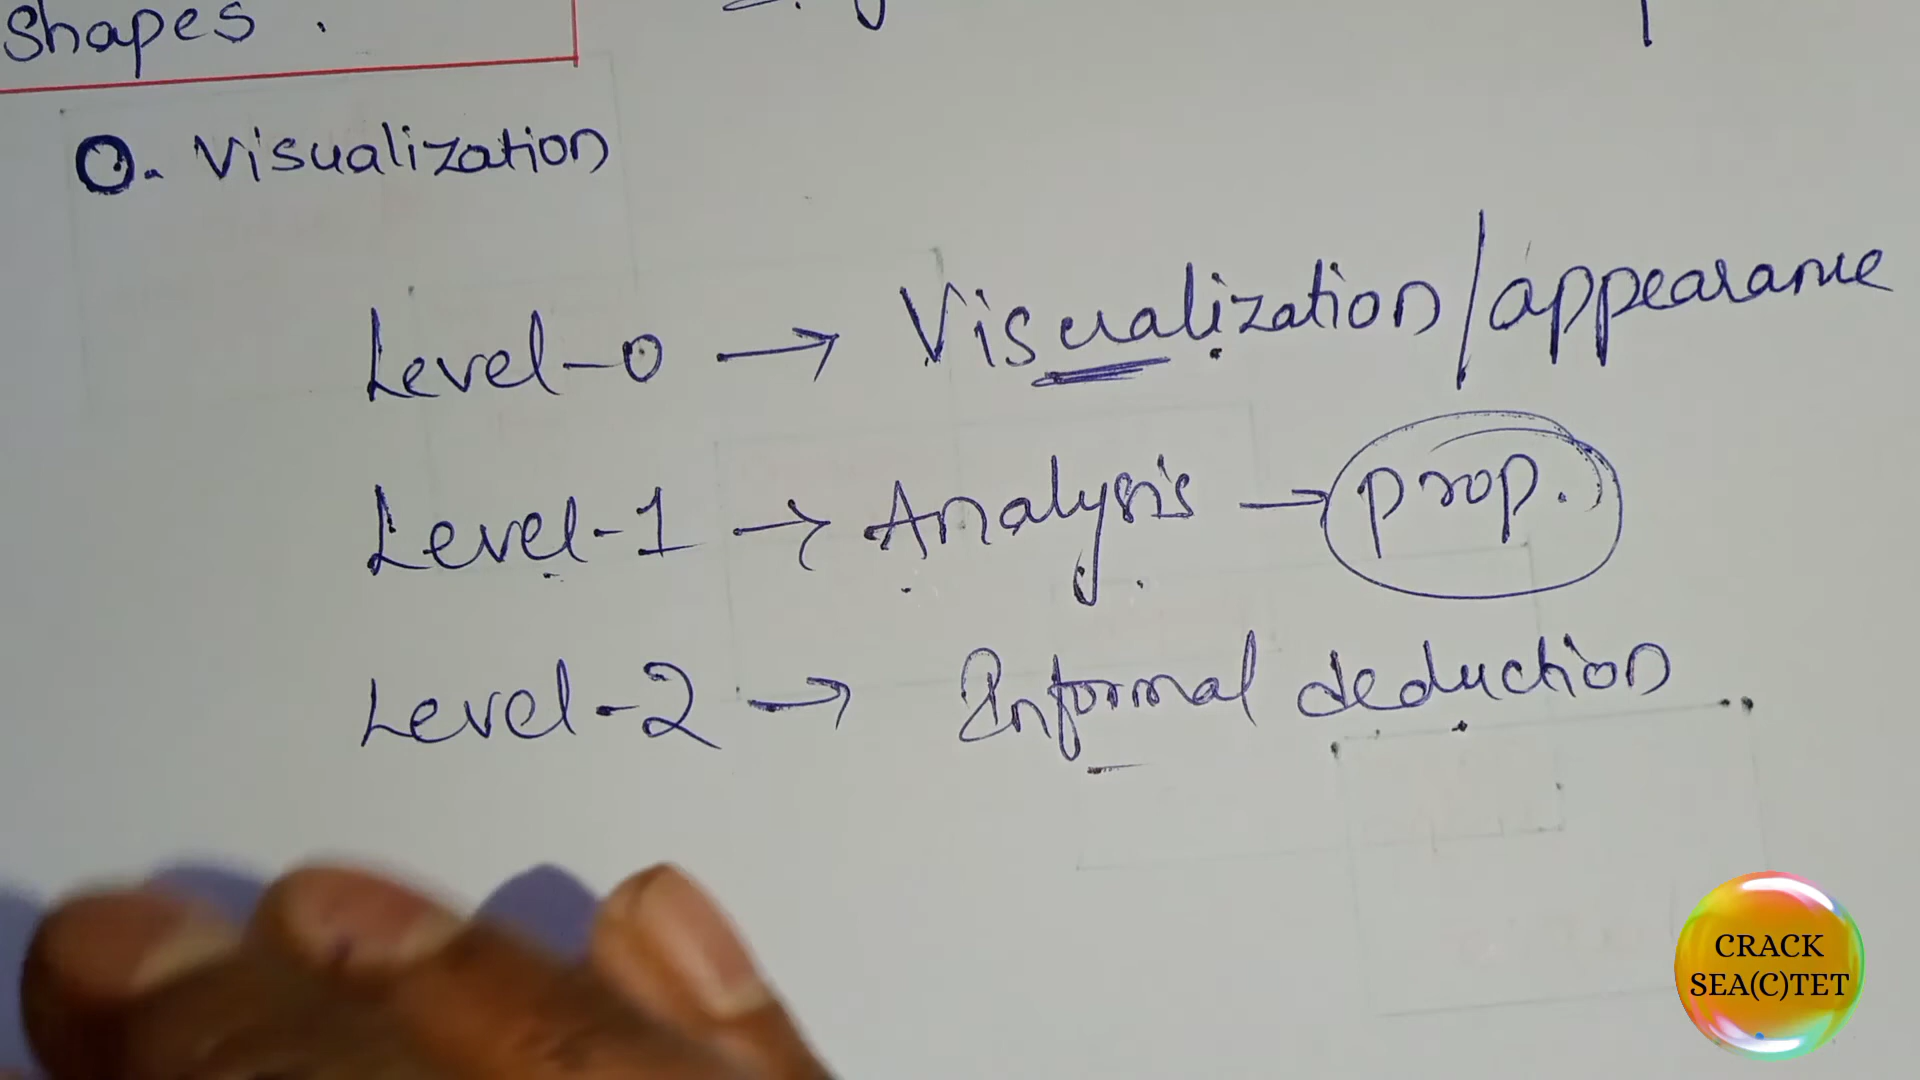 Shapes.
0. Visualization
Level-0 → Visualization/appearance
Level-1 → Analysis → prop.
Level-2 → Informal deduction
CRACK
SEA(C)TET